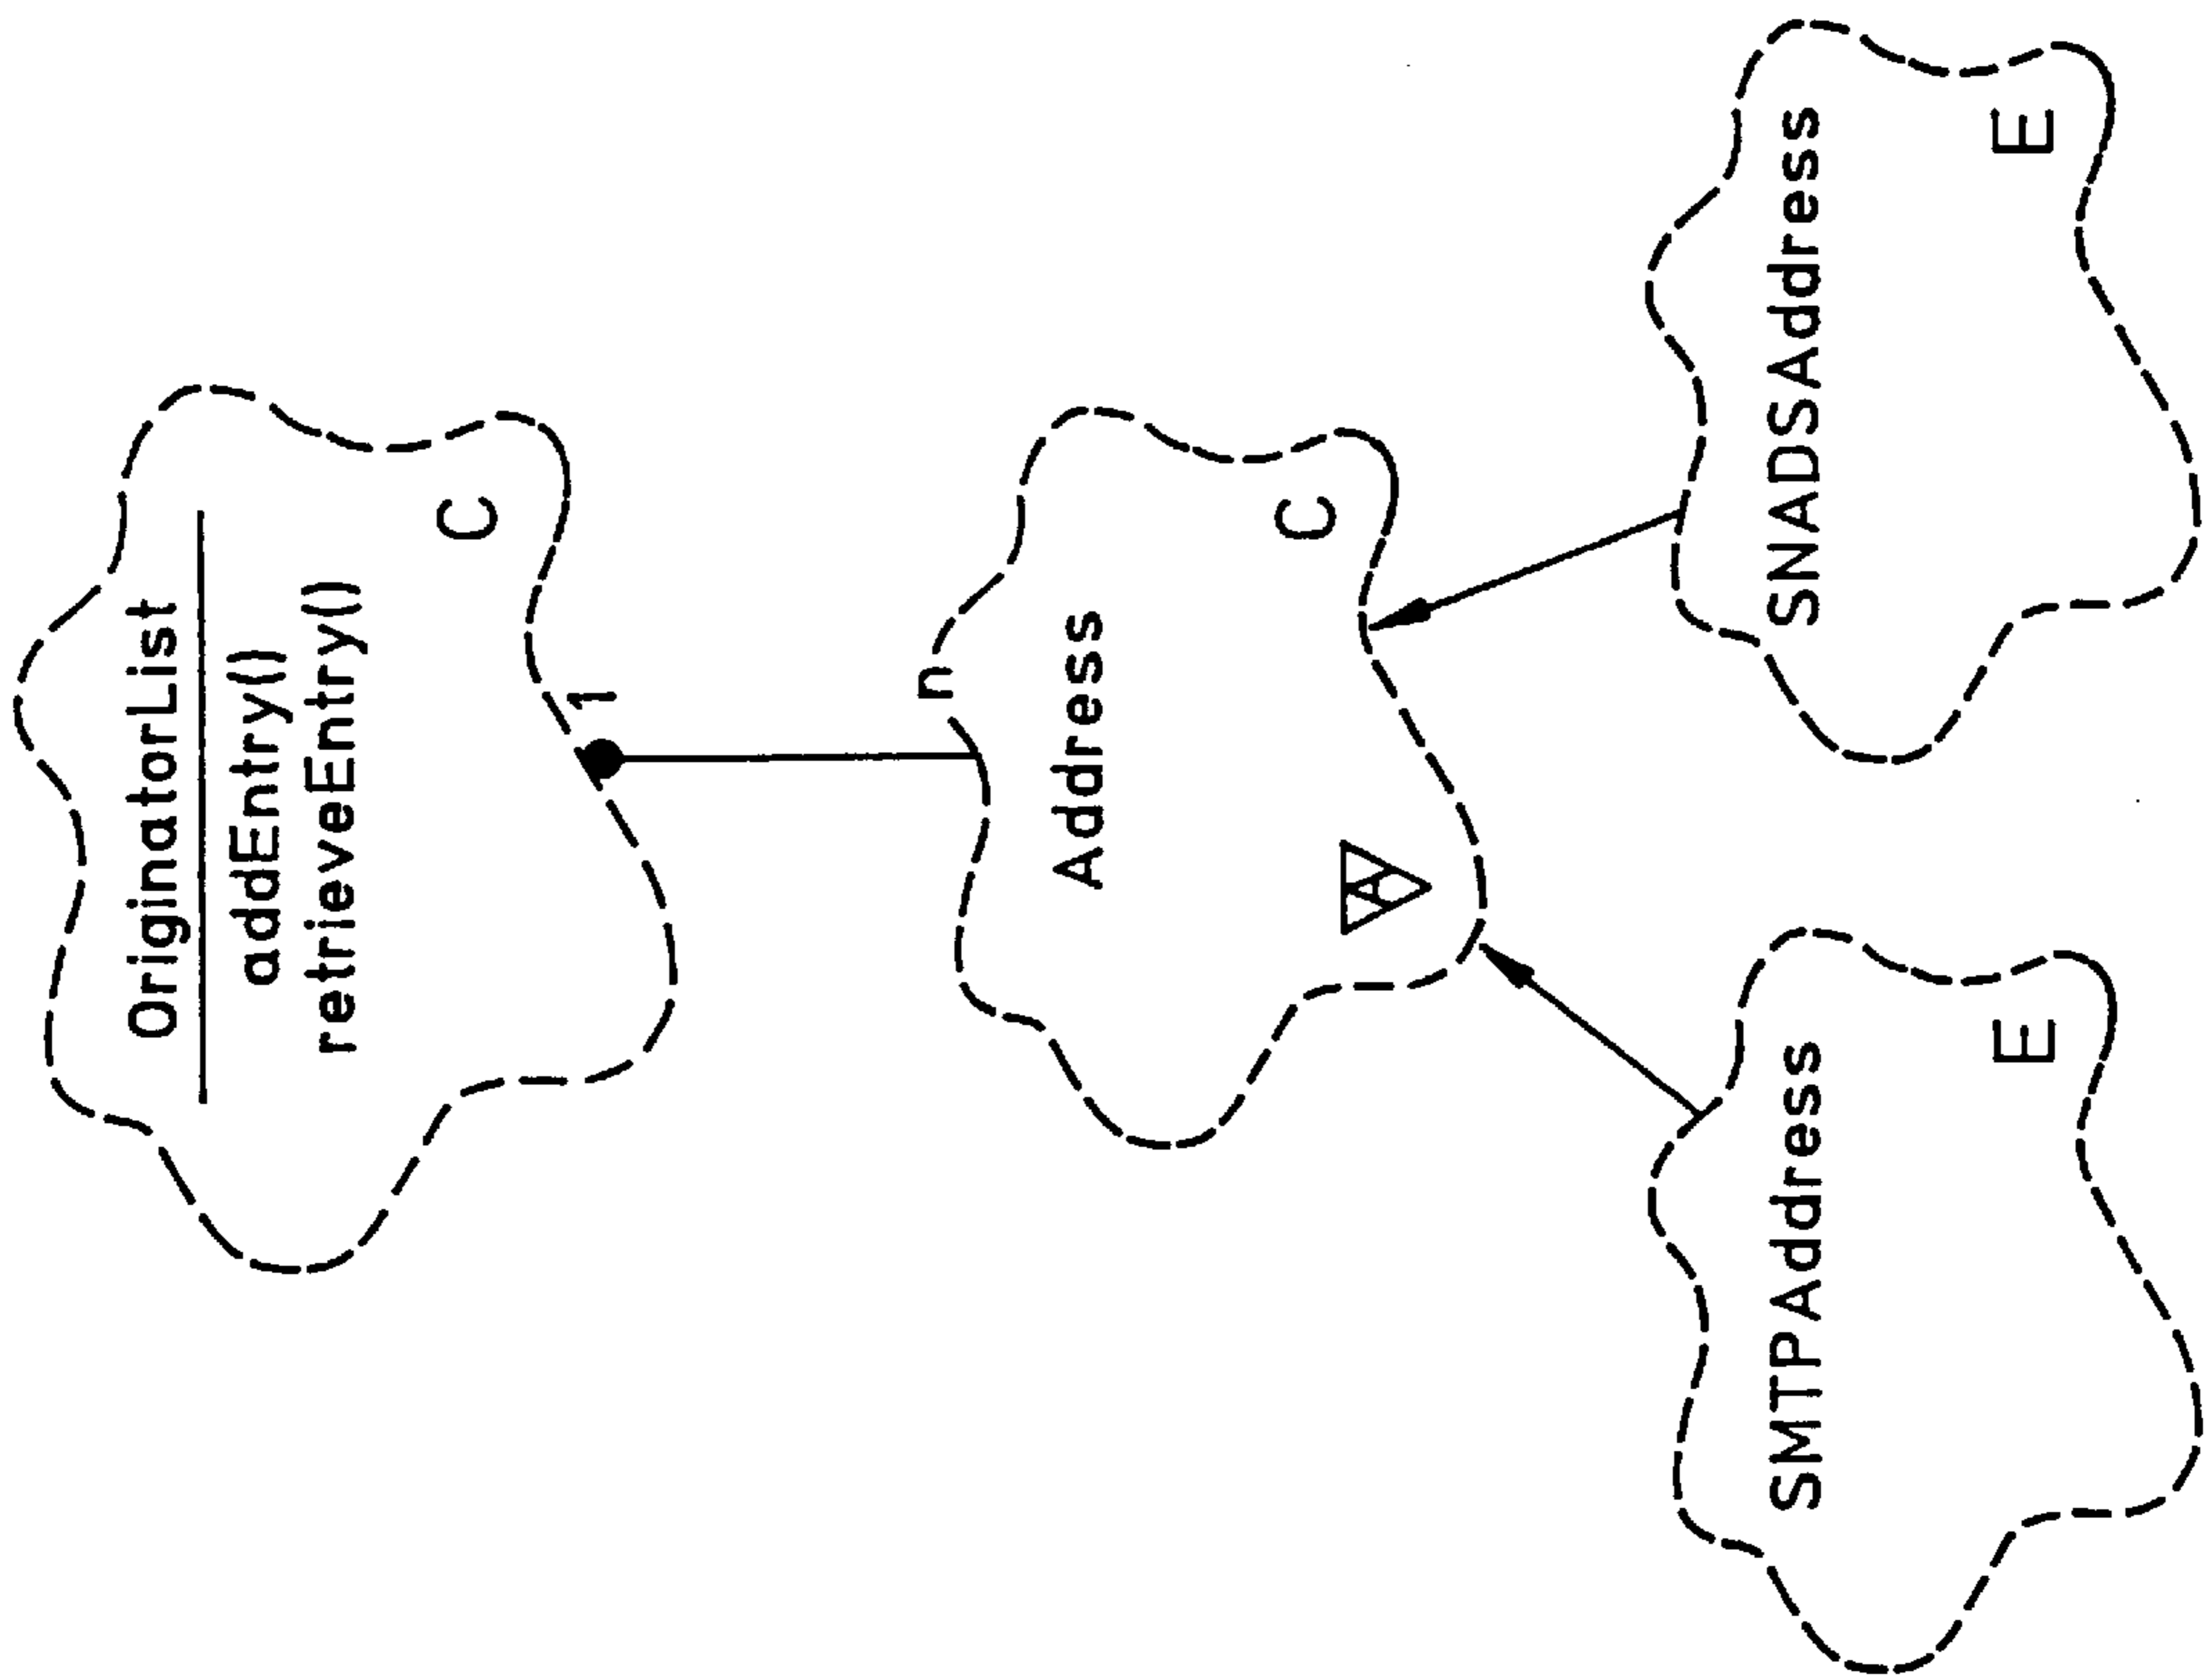 OriginatorList
addEntry()
retrieveEntry()
C
1
n
Address
A
C
SMTPAddress
E
SNADSAddress
E